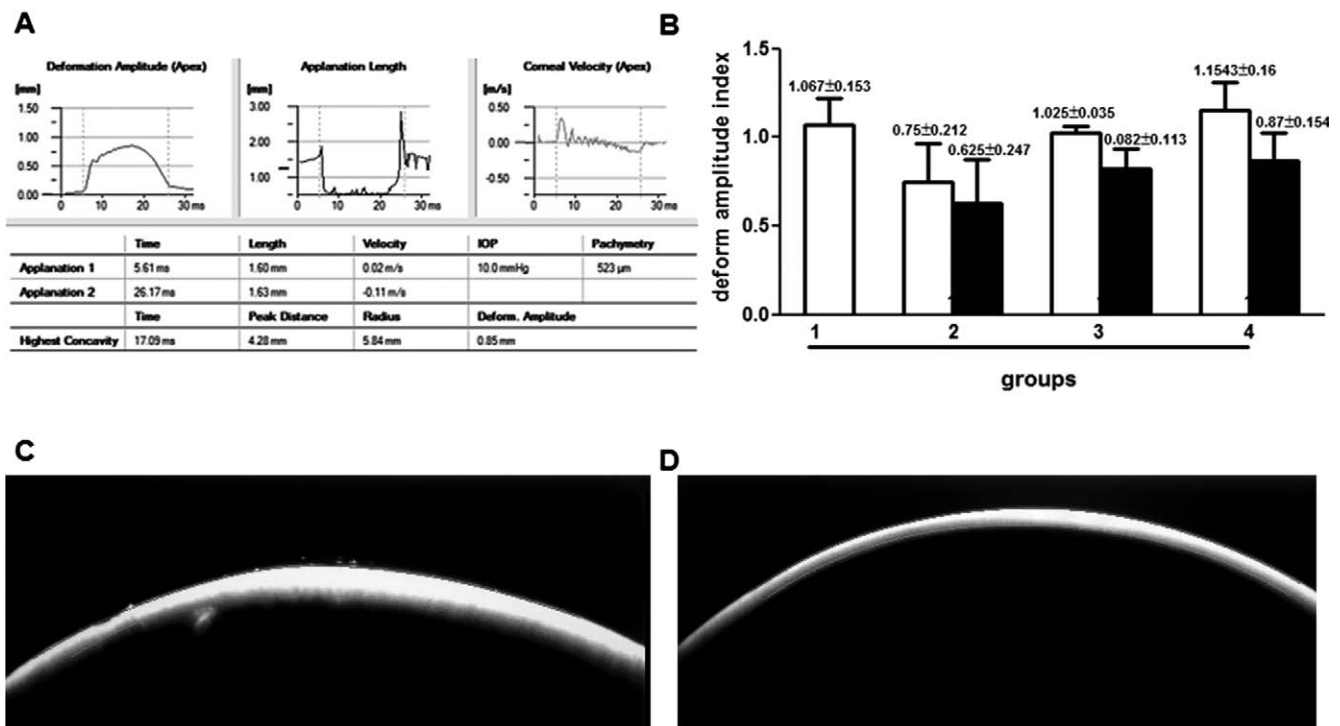 A
Deformation Amplitude (Apex)
[mm]
1.50
1.00
0.50
0.00
0 10 20 30 ms
Applanation Length
[mm]
3.00
2.00
1.00
0 10 20 30 ms
Corneal Velocity (Apex)
[m/s]
0.50
0.00
-0.50
0 10 20 30 ms
Time Length Velocity IOP Pachymetry
Applanation 1 5.61 ms 1.60 mm 0.02 m/s 10.0 mmHg 523 µm
Applanation 2 26.17 ms 1.63 mm -0.11 m/s
Time Peak Distance Radius Deform. Amplitude
Highest Concavity 17.09 ms 4.28 mm 5.84 mm 0.85 mm
B
deform amplitude index
1.5
1.0
0.5
0.0
1.067±0.153
0.75±0.212
0.625±0.247
1.025±0.035
0.082±0.113
1.1543±0.16
0.87±0.154
1 2 3 4
groups
C
D